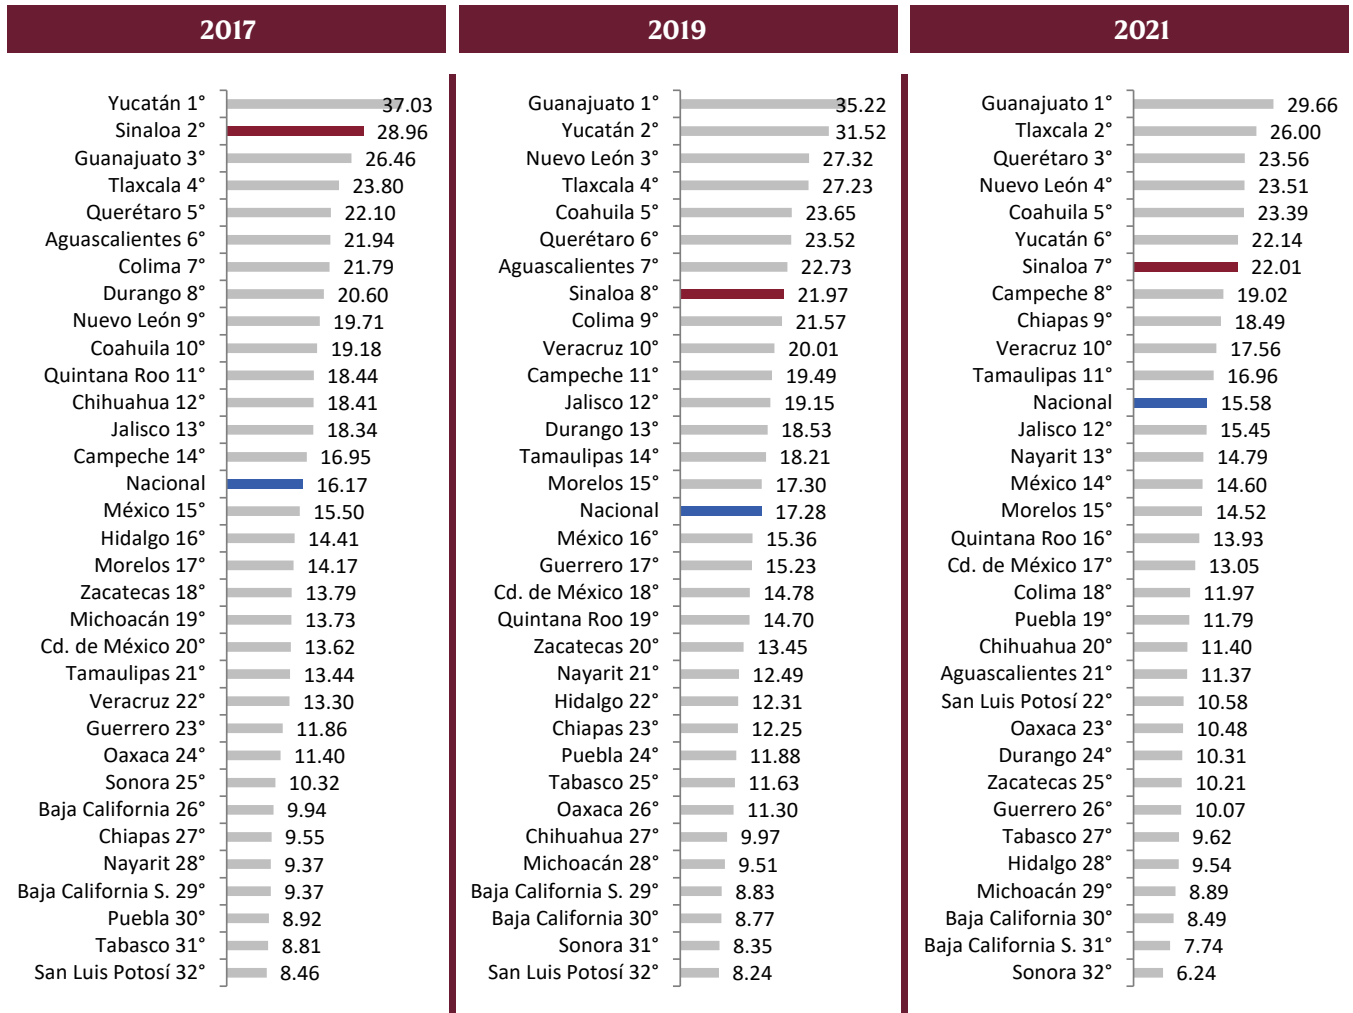 2017
Yucatán 1° 37.03
Sinaloa 2° 28.96
Guanajuato 3° 26.46
Tlaxcala 4° 23.80
Querétaro 5° 22.10
Aguascalientes 6° 21.94
Colima 7° 21.79
Durango 8° 20.60
Nuevo León 9° 19.71
Coahuila 10° 19.18
Quintana Roo 11° 18.44
Chihuahua 12° 18.41
Jalisco 13° 18.34
Campeche 14° 16.95
Nacional 16.17
México 15° 15.50
Hidalgo 16° 14.41
Morelos 17° 14.17
Zacatecas 18° 13.79
Michoacán 19° 13.73
Cd. de México 20° 13.62
Tamaulipas 21° 13.44
Veracruz 22° 13.30
Guerrero 23° 11.86
Oaxaca 24° 11.40
Sonora 25° 10.32
Baja California 26° 9.94
Chiapas 27° 9.55
Nayarit 28° 9.37
Baja California S. 29° 9.37
Puebla 30° 8.92
Tabasco 31° 8.81
San Luis Potosí 32° 8.46
2019
Guanajuato 1° 35.22
Yucatán 2° 31.52
Nuevo León 3° 27.32
Tlaxcala 4° 27.23
Coahuila 5° 23.65
Querétaro 6° 23.52
Aguascalientes 7° 22.73
Sinaloa 8° 21.97
Colima 9° 21.57
Veracruz 10° 20.01
Campeche 11° 19.49
Jalisco 12° 19.15
Durango 13° 18.53
Tamaulipas 14° 18.21
Morelos 15° 17.30
Nacional 17.28
México 16° 15.36
Guerrero 17° 15.23
Cd. de México 18° 14.78
Quintana Roo 19° 14.70
Zacatecas 20° 13.45
Nayarit 21° 12.49
Hidalgo 22° 12.31
Chiapas 23° 12.25
Puebla 24° 11.88
Tabasco 25° 11.63
Oaxaca 26° 11.30
Chihuahua 27° 9.97
Michoacán 28° 9.51
Baja California S. 29° 8.83
Baja California 30° 8.77
Sonora 31° 8.35
San Luis Potosí 32° 8.24
2021
Guanajuato 1° 29.66
Tlaxcala 2° 26.00
Querétaro 3° 23.56
Nuevo León 4° 23.51
Coahuila 5° 23.39
Yucatán 6° 22.14
Sinaloa 7° 22.01
Campeche 8° 19.02
Chiapas 9° 18.49
Veracruz 10° 17.56
Tamaulipas 11° 16.96
Nacional 15.58
Jalisco 12° 15.45
Nayarit 13° 14.79
México 14° 14.60
Morelos 15° 14.52
Quintana Roo 16° 13.93
Cd. de México 17° 13.05
Colima 18° 11.97
Puebla 19° 11.79
Chihuahua 20° 11.40
Aguascalientes 21° 11.37
San Luis Potosí 22° 10.58
Oaxaca 23° 10.48
Durango 24° 10.31
Zacatecas 25° 10.21
Guerrero 26° 10.07
Tabasco 27° 9.62
Hidalgo 28° 9.54
Michoacán 29° 8.89
Baja California 30° 8.49
Baja California S. 31° 7.74
Sonora 32° 6.24